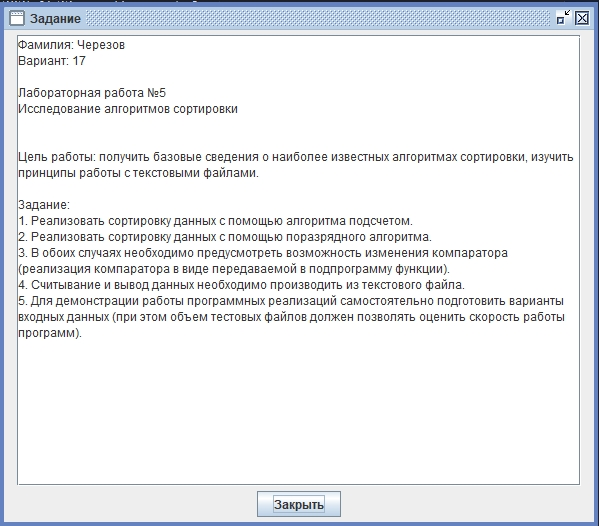 Задание
Фамилия: Черезов
Вариант: 17
Лабораторная работа №5
Исследование алгоритмов сортировки
Цель работы: получить базовые сведения о наиболее известных алгоритмах сортировки, изучить
принципы работы с текстовыми файлами.
Задание:
1. Реализовать сортировку данных с помощью алгоритма подсчетом.
2. Реализовать сортировку данных с помощью поразрядного алгоритма.
3. В обоих случаях необходимо предусмотреть возможность изменения компаратора
(реализация компаратора в виде передаваемой в подпрограмму функции).
4. Считывание и вывод данных необходимо производить из текстового файла.
5. Для демонстрации работы программных реализаций самостоятельно подготовить варианты
входных данных (при этом объем тестовых файлов должен позволять оценить скорость работы
программ).
Закрыть